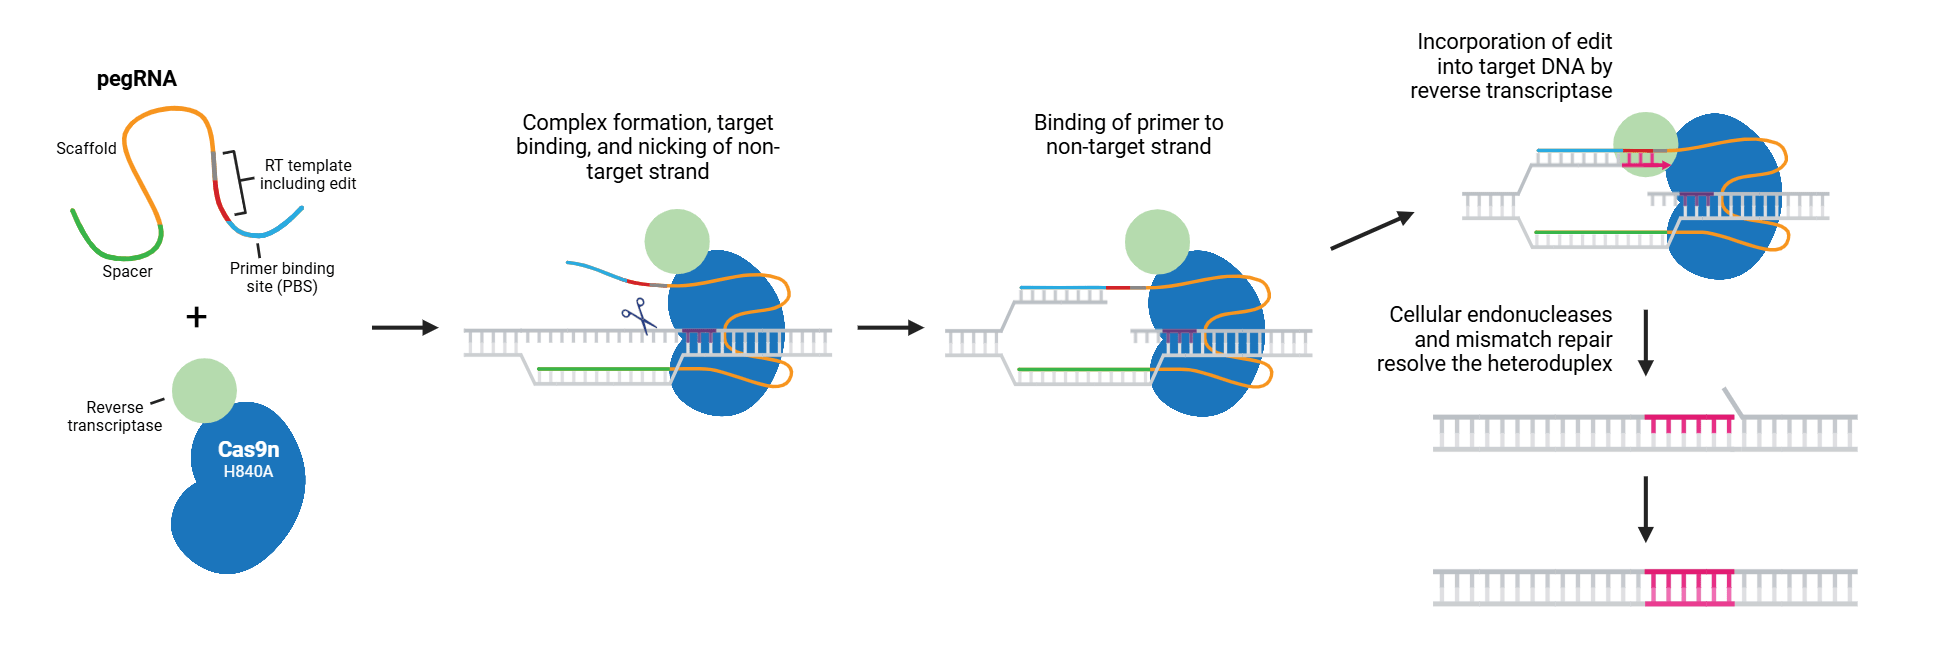 pegRNA
Scaffold
RT template
including edit
Spacer
Primer binding
site (PBS)
+
Reverse
transcriptase
Cas9n
H840A
Complex formation, target
binding, and nicking of non-
target strand
Binding of primer to
non-target strand
Incorporation of edit
into target DNA by
reverse transcriptase
Cellular endonucleases
and mismatch repair
resolve the heteroduplex